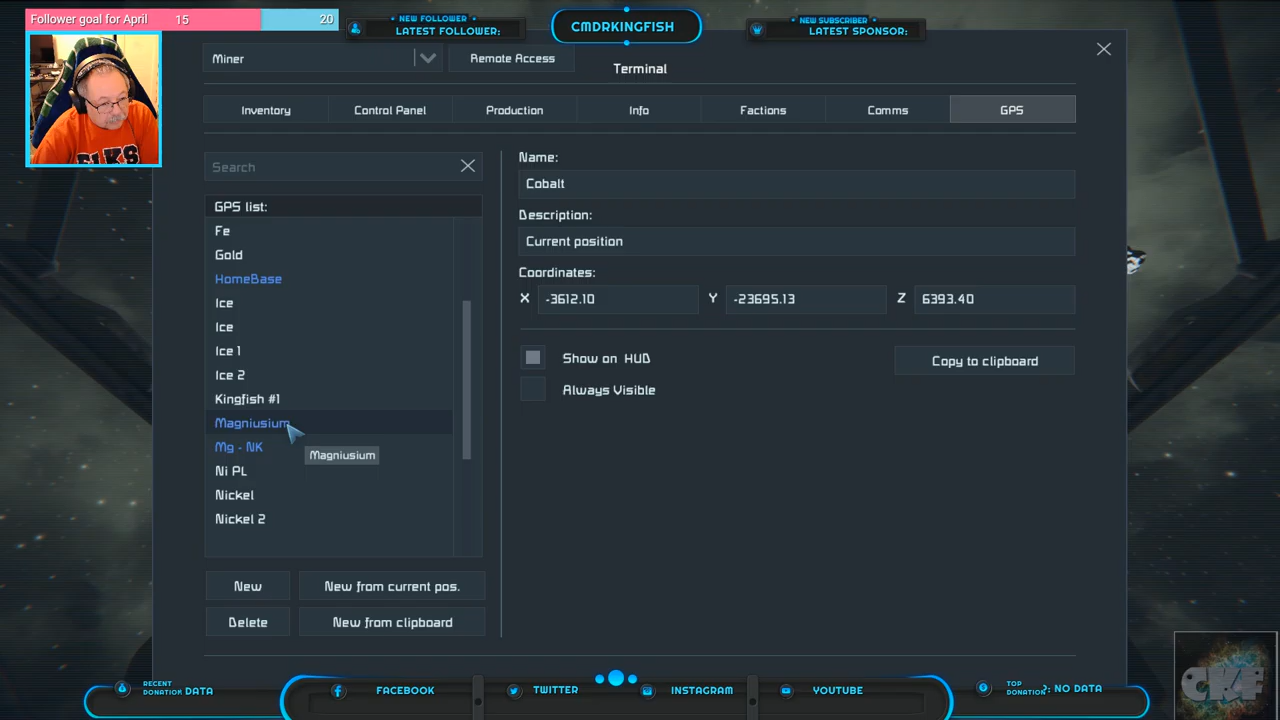 Follower goal for April 15 20
NEW FOLLOWER
LATEST FOLLOWER:
CMDRKINGFISH
NEW SUBSCRIBER
LATEST SPONSOR:
Miner
Remote Access
Terminal
Inventory
Control Panel
Production
Info
Factions
Comms
GPS
Search
GPS list:
Fe
Gold
HomeBase
Ice
Ice
Ice 1
Ice 2
Kingfish #1
Magniusium
Mg - NK
Magniusium
Ni PL
Nickel
Nickel 2
New
New from current pos.
Delete
New from clipboard
Name:
Cobalt
Description:
Current position
Coordinates:
X -3612.10 Y -23695.13 Z 6393.40
Show on HUD
Copy to clipboard
Always Visible
ELKS
RECENT
DONATION DATA
FACEBOOK
TWITTER
INSTAGRAM
YOUTUBE
TOP
DONATION: NO DATA
CKF